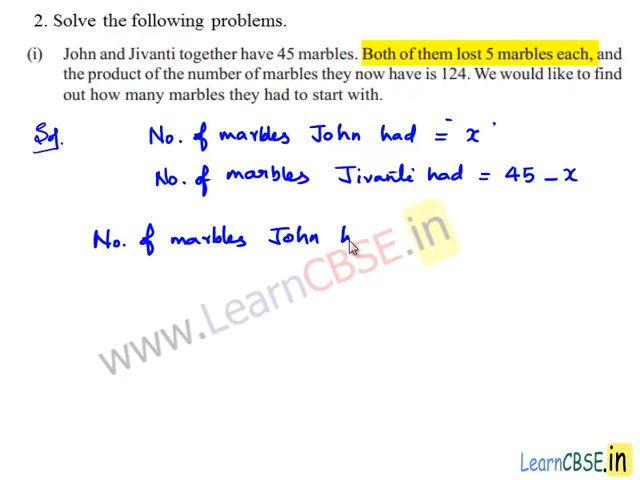 2. Solve the following problems.
(i) John and Jivanti together have 45 marbles. Both of them lost 5 marbles each, and
the product of the number of marbles they now have is 124. We would like to find
out how many marbles they had to start with.
Sol. No. of marbles John had = x
No. of marbles Jivanti had = 45 - x
No. of marbles John h
www.LearnCBSE.in
LearnCBSE.in